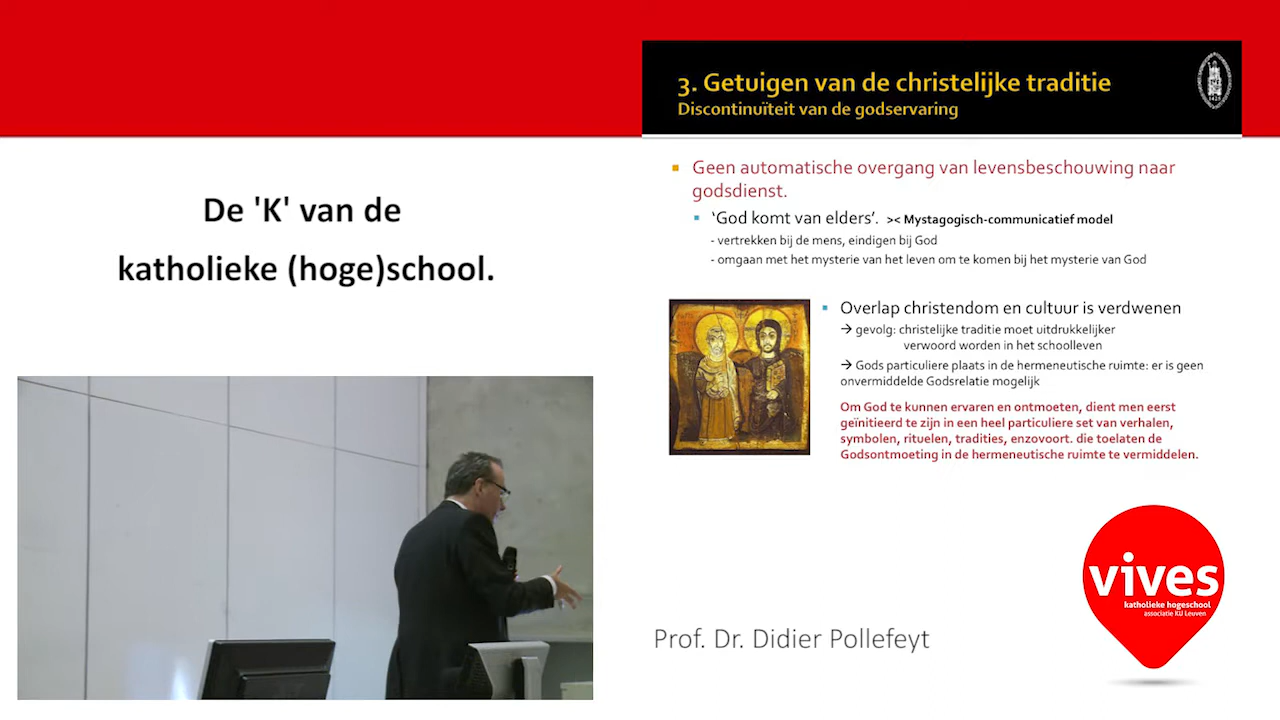 3. Getuigen van de christelijke traditie
Discontinuïteit van de godservaring
De 'K' van de
katholieke (hoge)school.
Geen automatische overgang van levensbeschouwing naar
godsdienst.
‘God komt van elders’. >< Mystagogisch-communicatief model
- vertrekken bij de mens, eindigen bij God
- omgaan met het mysterie van het leven om te komen bij het mysterie van God
Overlap christendom en cultuur is verdwenen
→ gevolg: christelijke traditie moet uitdrukkelijker
verwoord worden in het schoolleven
→ Gods particuliere plaats in de hermeneutische ruimte: er is geen
onvermiddelde Godsrelatie mogelijk
Om God te kunnen ervaren en ontmoeten, dient men eerst
geïnitieerd te zijn in een heel particuliere set van verhalen,
symbolen, rituelen, tradities, enzovoort. die toelaten de
Godsontmoeting in de hermeneutische ruimte te vermiddelen.
vives
katholieke hogeschool
associatie KU Leuven
Prof. Dr. Didier Pollefeyt